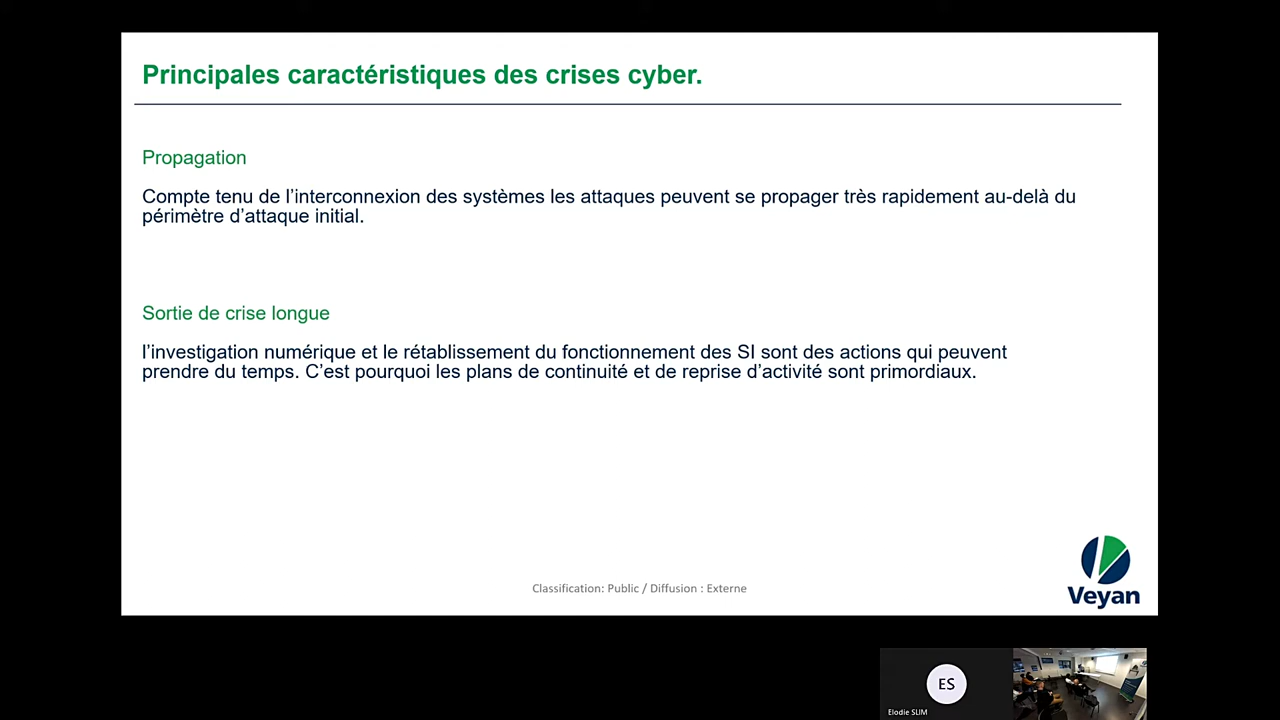 Principales caractéristiques des crises cyber.
Propagation
Compte tenu de l’interconnexion des systèmes les attaques peuvent se propager très rapidement au-delà du
périmètre d’attaque initial.
Sortie de crise longue
l’investigation numérique et le rétablissement du fonctionnement des SI sont des actions qui peuvent
prendre du temps. C’est pourquoi les plans de continuité et de reprise d’activité sont primordiaux.
Classification: Public / Diffusion : Externe
Veyan
ES
Elodie SLIM